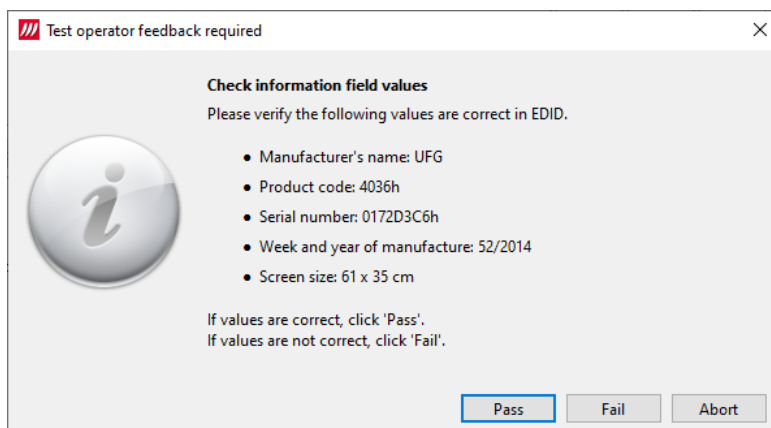 Test operator feedback required
Check information field values
Please verify the following values are correct in EDID.
● Manufacturer's name: UFG
● Product code: 4036h
● Serial number: 0172D3C6h
● Week and year of manufacture: 52/2014
● Screen size: 61 x 35 cm
If values are correct, click 'Pass'.
If values are not correct, click 'Fail'.
Pass Fail Abort